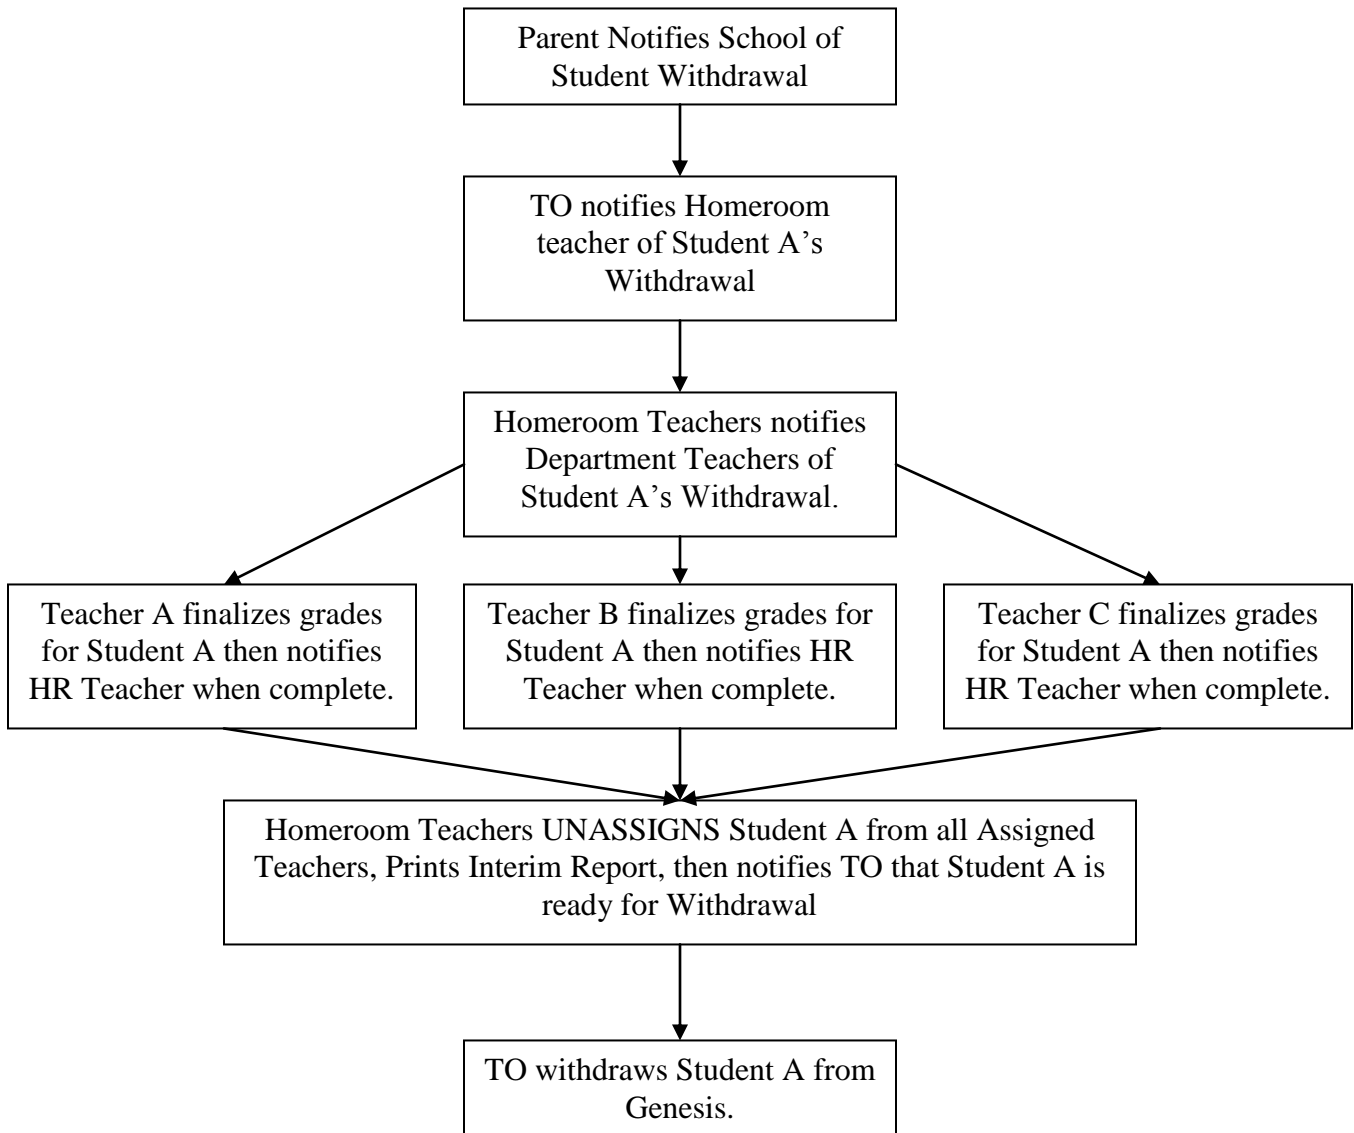 Parent Notifies School of
Student Withdrawal
TO notifies Homeroom
teacher of Student A’s
Withdrawal
Homeroom Teachers notifies
Department Teachers of
Student A’s Withdrawal.
Teacher A finalizes grades
for Student A then notifies
HR Teacher when complete.
Teacher B finalizes grades for
Student A then notifies HR
Teacher when complete.
Teacher C finalizes grades
for Student A then notifies
HR Teacher when complete.
Homeroom Teachers UNASSIGNS Student A from all Assigned
Teachers, Prints Interim Report, then notifies TO that Student A is
ready for Withdrawal
TO withdraws Student A from
Genesis.